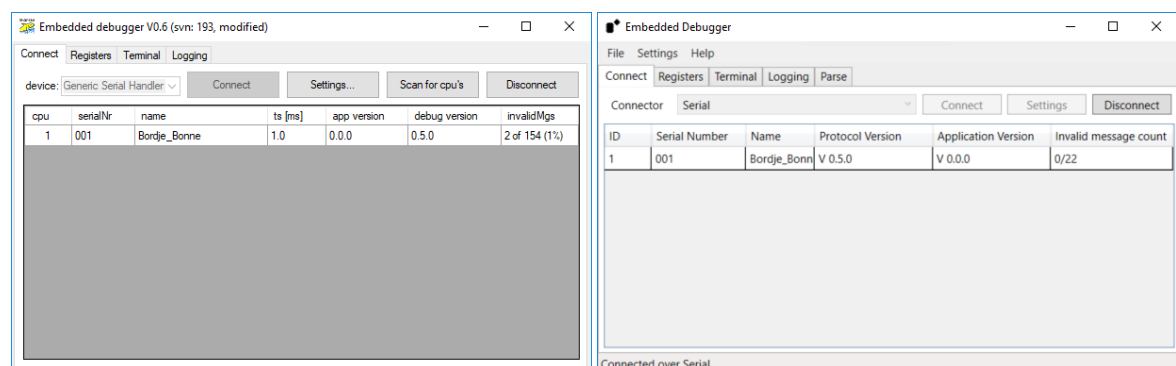 Embedded debugger V0.6 (svn: 193, modified)
Connect Registers Terminal Logging
device: Generic Serial Handler Connect Settings... Scan for cpu's Disconnect
cpu serialNr name ts [ms] app version debug version invalidMgs
1 001 Bordje_Bonne 1.0 0.0.0 0.5.0 2 of 154 (1%)
Embedded Debugger
File Settings Help
Connect Registers Terminal Logging Parse
Connector Serial Connect Settings Disconnect
ID Serial Number Name Protocol Version Application Version Invalid message count
1 001 Bordje_Bonn V 0.5.0 V 0.0.0 0/22
Connected over Serial